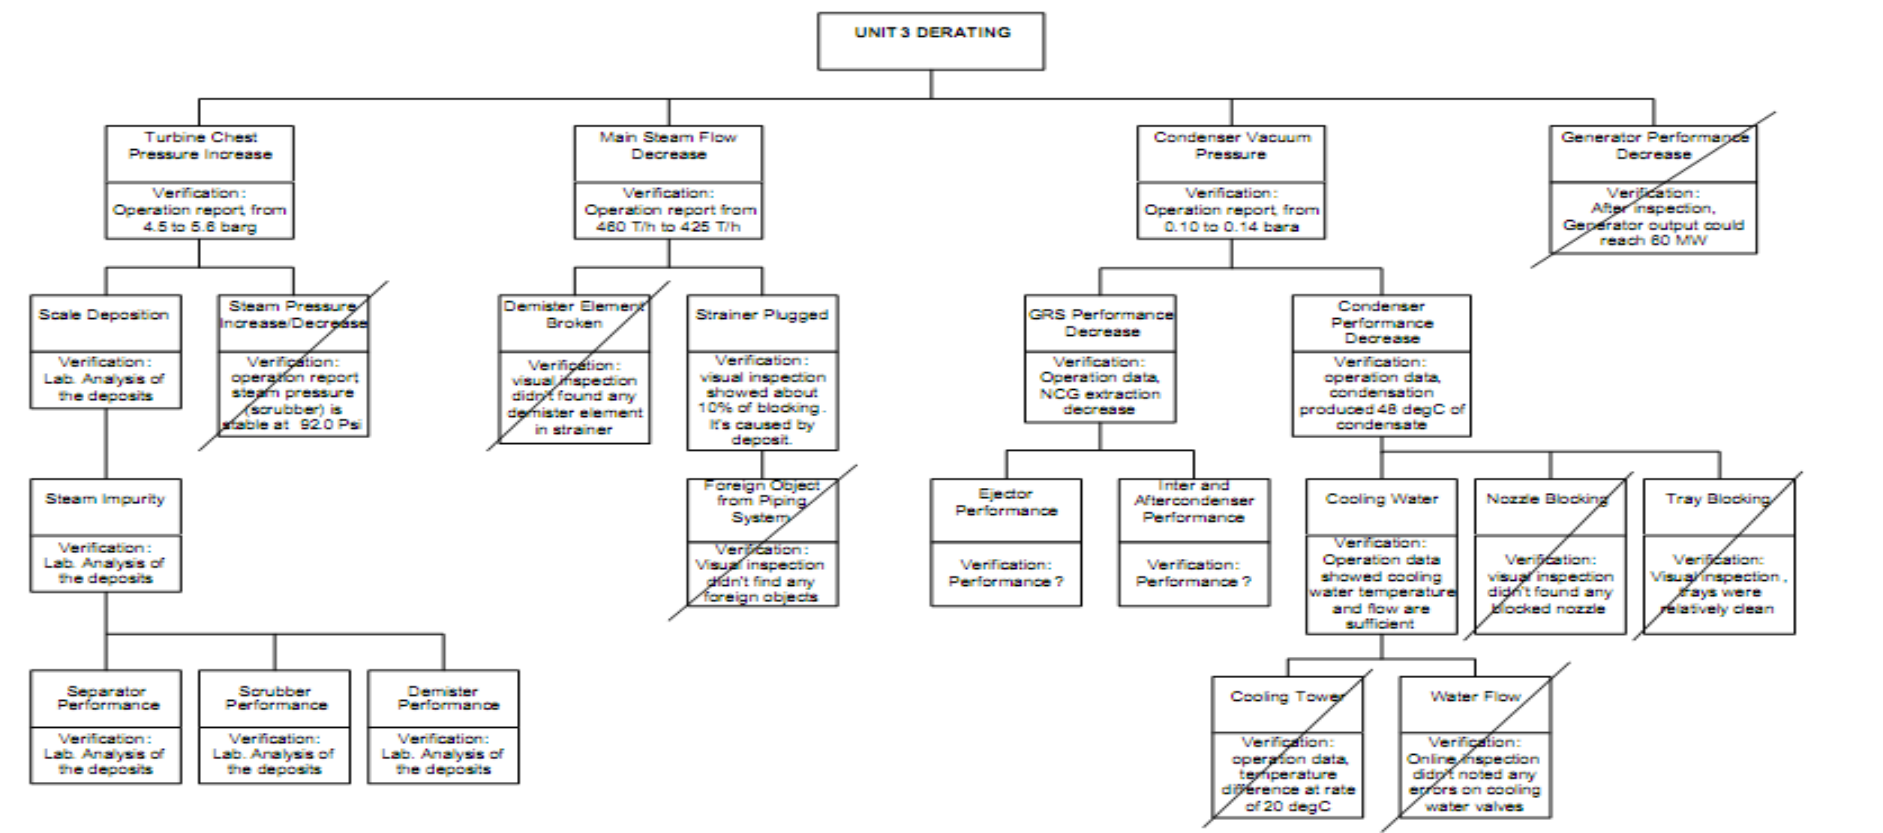 UNIT 3 DERATING
Turbine Chest
Pressure Increase
Verification:
Operation report, from
4.5 to 5.6 barg
Main Steam Flow
Decrease
Verification:
Operation report from
460 T/h to 425 T/h
Condenser Vacuum
Pressure
Verification:
Operation report, from
0.10 to 0.14 bara
Generator Performance
Decrease
Verification:
After inspection,
Generator output could
reach 60 MW
Scale Deposition
Verification:
Lab. Analysis of
the deposits
Steam Pressure
Increase/Decrease
Verification:
operation report
steam pressure
(scrubber) is
stable at 92.0 Psi
Demister Element
Broken
Verification:
visual inspection
didn't found any
demister element
in strainer
Strainer Plugged
Verification:
visual inspection
showed about
10% of blocking.
It's caused by
deposit.
GRS Performance
Decrease
Verification:
Operation data,
NCG extraction
decrease
Condenser
Performance
Decrease
Verification:
operation data,
condensation
produced 48 degC of
condensate
Steam Impurity
Verification:
Lab. Analysis of
the deposits
Foreign Object
from Piping
System
Verification:
Visual inspection
didn't find any
foreign objects
Ejector
Performance
Verification:
Performance ?
Inter and
Aftercondenser
Performance
Verification:
Performance ?
Cooling Water
Verification:
Operation data
showed cooling
water temperature
and flow are
sufficient
Nozzle Blocking
Verification:
visual inspection
didn't found any
blocked nozzle
Tray Blocking
Verification:
Visual inspection,
trays were
relatively clean
Separator
Performance
Verification:
Lab. Analysis of
the deposits
Scrubber
Performance
Verification:
Lab. Analysis of
the deposits
Demister
Performance
Verification:
Lab. Analysis of
the deposits
Cooling Tower
Verification:
operation data,
temperature
difference at rate
of 20 degC
Water Flow
Verification:
Online inspection
didn't noted any
errors on cooling
water valves